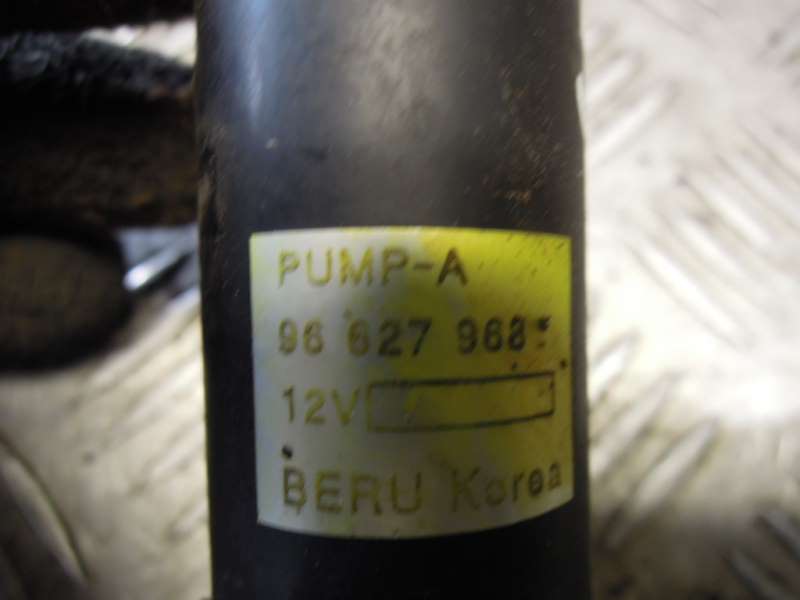 PUMP-A
96 627 968
12V
BERU Korea